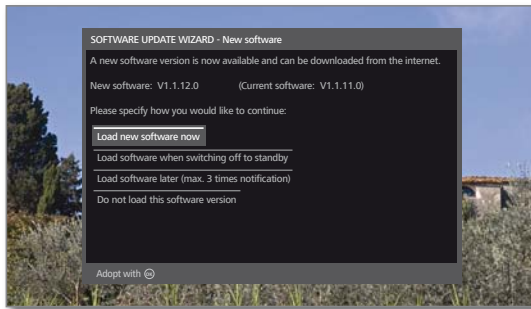 SOFTWARE UPDATE WIZARD - New software
A new software version is now available and can be downloaded from the internet.
New software: V1.1.12.0 (Current software: V1.1.11.0)
Please specify how you would like to continue:
Load new software now
Load software when switching off to standby
Load software later (max. 3 times notification)
Do not load this software version
Adopt with OK